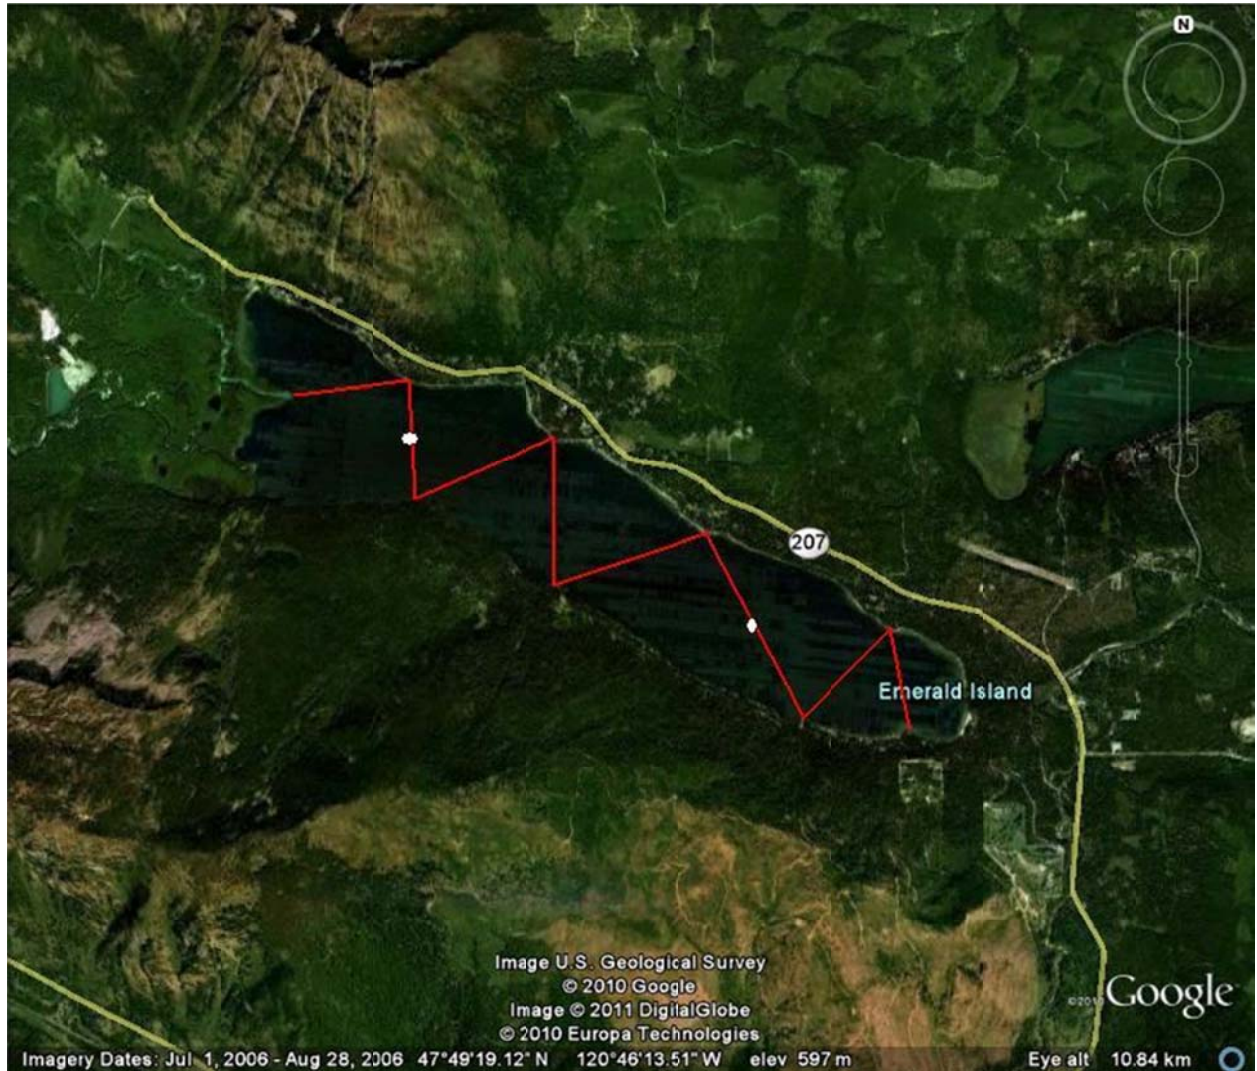 N
207
Emerald Island
Image U.S. Geological Survey
© 2010 Google
Image © 2011 DigitalGlobe
© 2010 Europa Technologies
©2010 Google
Imagery Dates: Jul 1, 2006 - Aug 28, 2006 47°49'19.12" N 120°46'13.51" W elev 597 m Eye alt 10.84 km